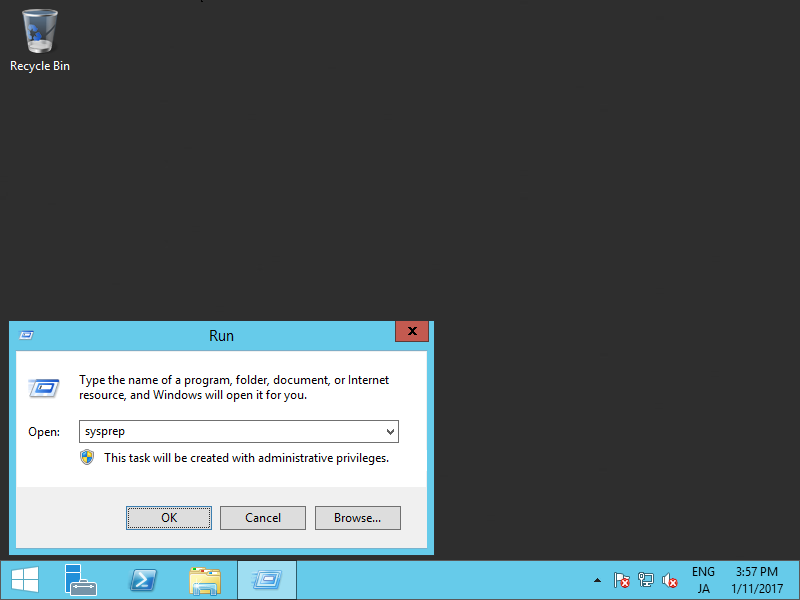 Recycle Bin
Run
Type the name of a program, folder, document, or Internet
resource, and Windows will open it for you.
Open: sysprep
This task will be created with administrative privileges.
OK Cancel Browse...
ENG 3:57 PM
JA 1/11/2017